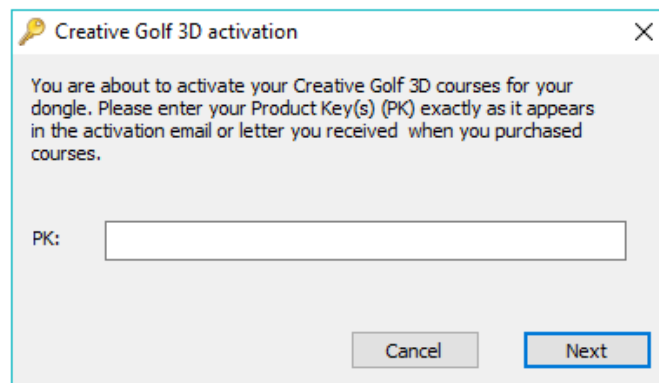 Creative Golf 3D activation
You are about to activate your Creative Golf 3D courses for your
dongle. Please enter your Product Key(s) (PK) exactly as it appears
in the activation email or letter you received  when you purchased
courses.
PK:
Cancel
Next